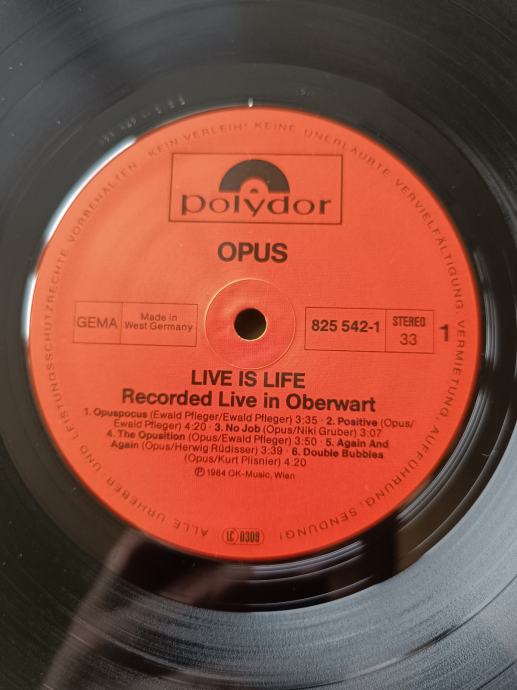 ALLE URHEBER UND LEISTUNGSSCHUTZRECHTE VORBEHALTEN. KEIN VERLEIH! KEINE UNERLAUBTE VERVIELFÄLTIGUNG, VERMIETUNG, AUFFÜHRUNG, SENDUNG!
polydor
OPUS
GEMA
Made in
West Germany
825 542-1
STEREO
33
1
LIVE IS LIFE
Recorded Live in Oberwart
1. Opuspocus (Ewald Pfleger/Ewald Pfleger) 3:35 · 2. Positive (Opus/
Ewald Pfleger) 4:20 · 3. No Job (Opus/Niki Gruber) 3:07
4. The Opusition (Opus/Ewald Pfleger) 3:50 · 5. Again And
Again (Opus/Herwig Rüdisser) 3:39 · 6. Double Bubbles
(Opus/Kurt Plisnier) 4:20
℗ 1984 OK-Music, Wien
LC 0309